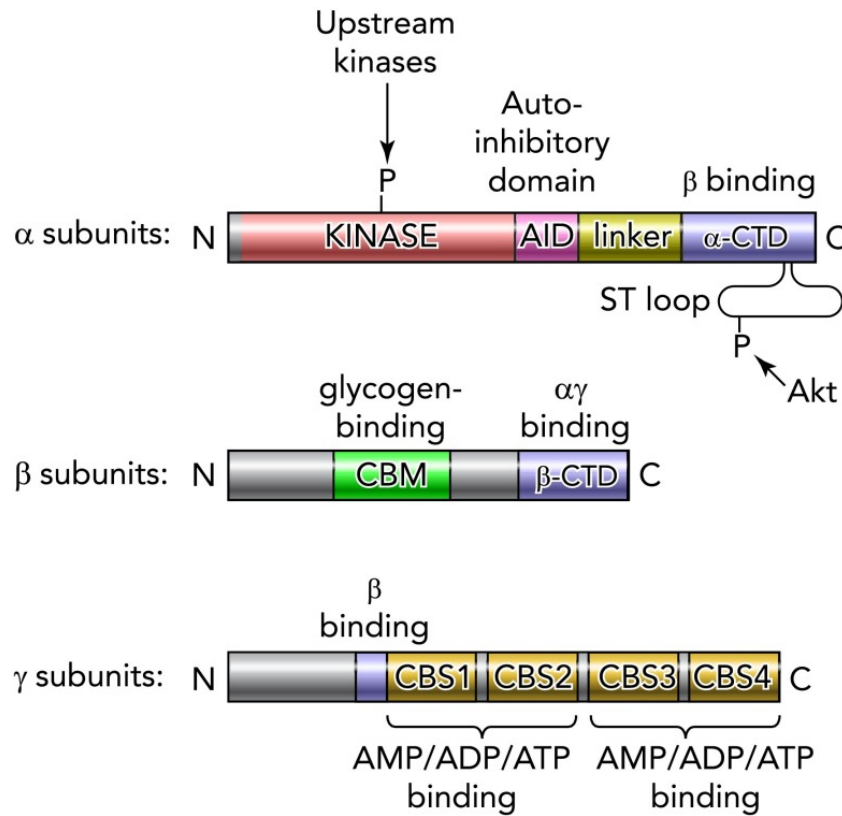 Upstream
kinases
Auto-
inhibitory
domain
P
β binding
α subunits: N KINASE AID linker α-CTD C
ST loop
P
Akt
glycogen-
binding
αγ
binding
β subunits: N CBM β-CTD C
β
binding
γ subunits: N CBS1 CBS2 CBS3 CBS4 C
AMP/ADP/ATP
binding
AMP/ADP/ATP
binding